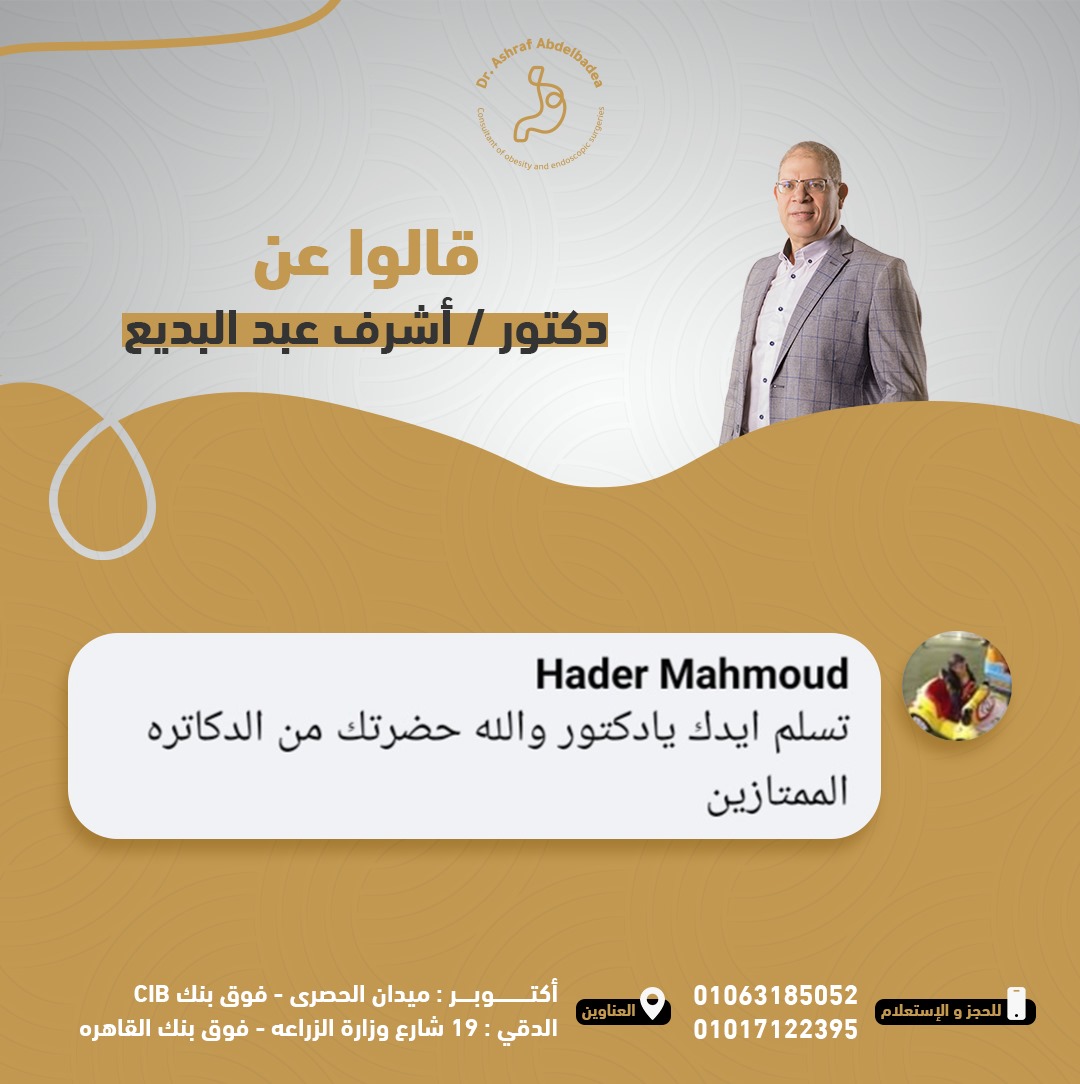 Dr. Ashraf Abdelbadea
Consultant of obesity and endoscopic surgeries
قالوا عن
دكتور / أشرف عبد البديع
Hader Mahmoud
تسلم ايدك يادكتور والله حضرتك من الدكاتره
الممتازين
للحجز و الإستعلام
01063185052
01017122395
العناوين
أكتـــــوبـــر : ميدان الحصرى - فوق بنك CIB
الدقي : 19 شارع وزارة الزراعه - فوق بنك القاهره